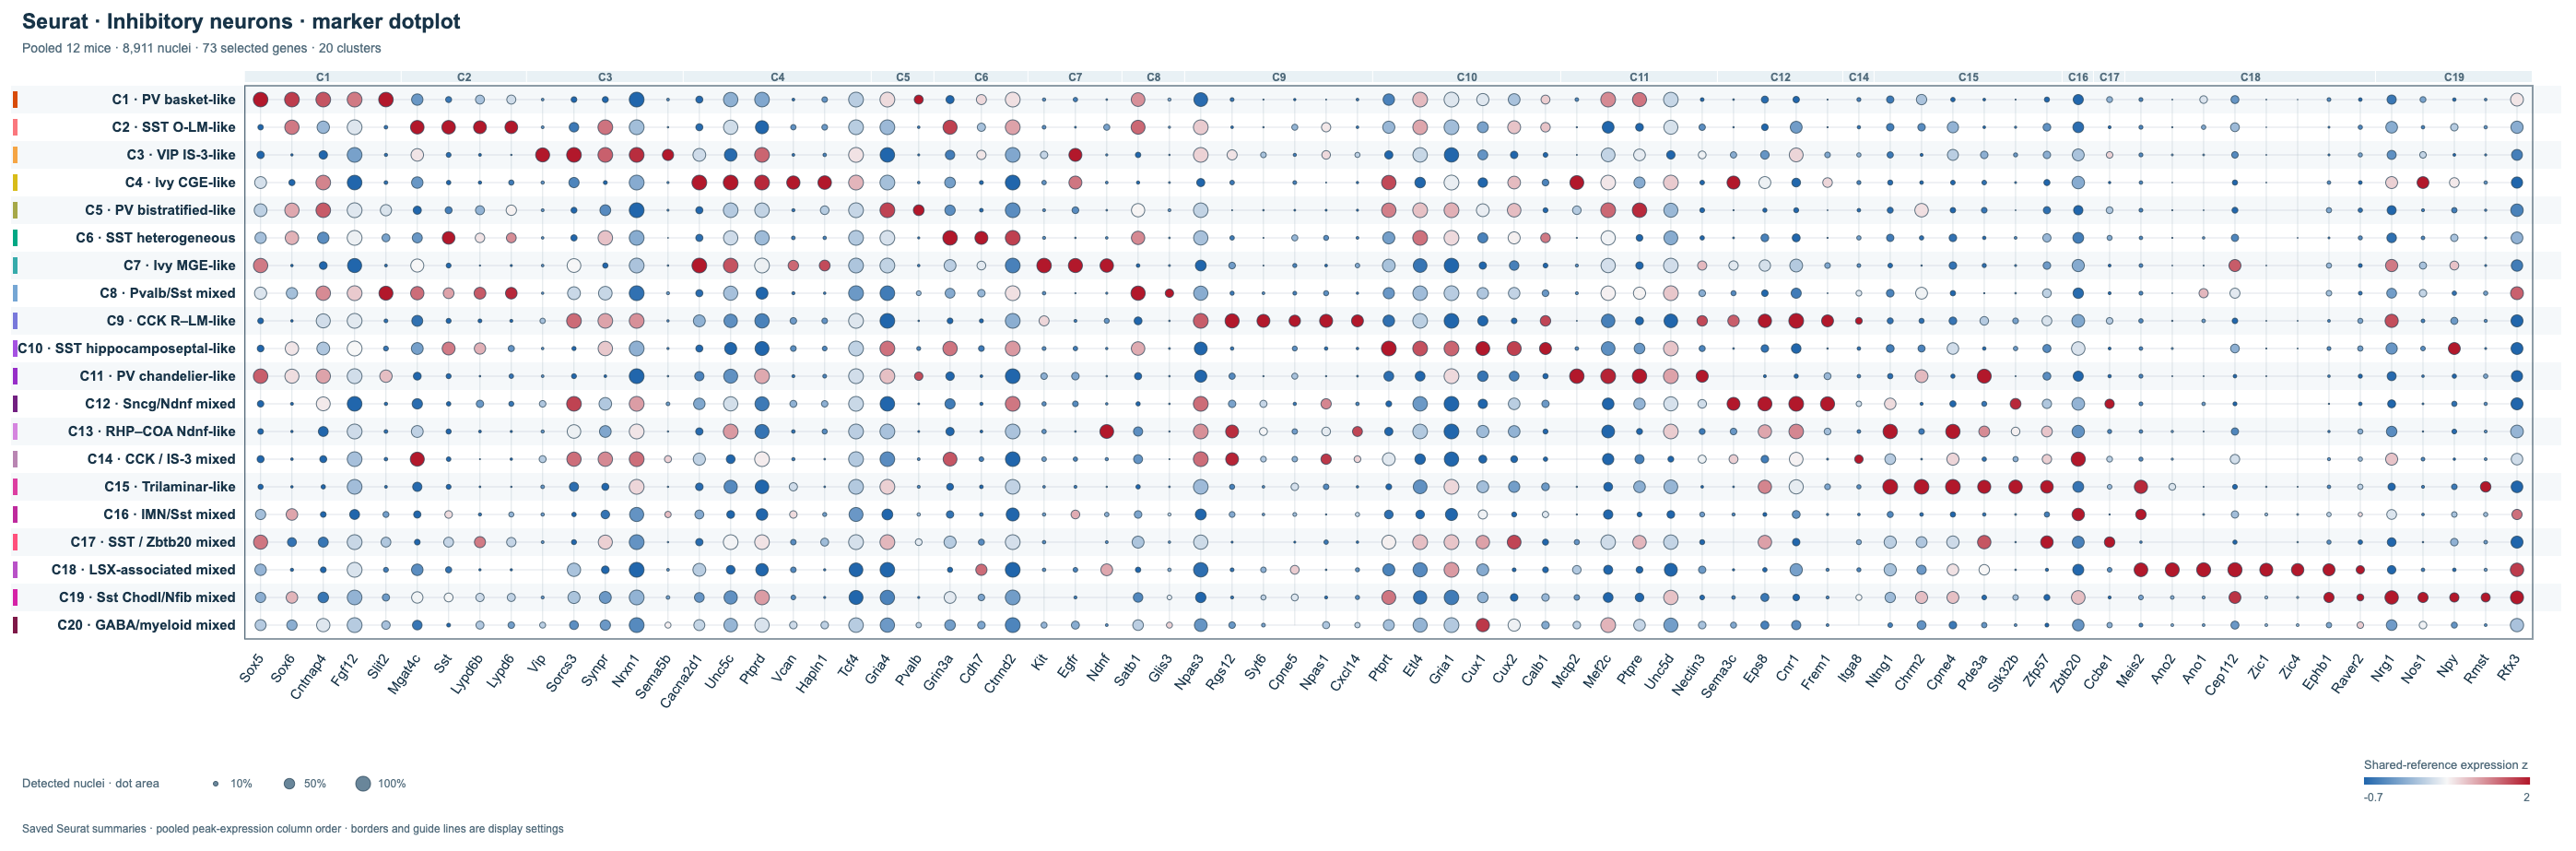 Seurat · Inhibitory neurons · marker dotplot
Pooled 12 mice · 8,911 nuclei · 73 selected genes · 20 clusters
C1 C2 C3 C4 C5 C6 C7 C8 C9 C10 C11 C12 C14 C15 C16 C17 C18 C19
C1 · PV basket-like
C2 · SST O-LM-like
C3 · VIP IS-3-like
C4 · Ivy CGE-like
C5 · PV bistratified-like
C6 · SST heterogeneous
C7 · Ivy MGE-like
C8 · Pvalb/Sst mixed
C9 · CCK R–LM-like
C10 · SST hippocamposeptal-like
C11 · PV chandelier-like
C12 · Sncg/Ndnf mixed
C13 · RHP–COA Ndnf-like
C14 · CCK / IS-3 mixed
C15 · Trilaminar-like
C16 · IMN/Sst mixed
C17 · SST / Zbtb20 mixed
C18 · LSX-associated mixed
C19 · Sst Chodl/Nfib mixed
C20 · GABA/myeloid mixed
Sox5 Sox6 Cntnap4 Fgf12 Slit2 Mgat4c Sst Lypd6b Lypd6 Vip Sorcs3 Synpr Nrxn1 Sema5b Cacna2d1 Unc5c Ptprd Vcan Hapln1 Tcf4 Gria4 Pvalb Grin3a Cdh7 Ctnnd2 Kit Egfr Ndnf Satb1 Glis3 Npas3 Rgs12 Syt6 Cpne5 Npas1 Cxcl14 Ptprt Etl4 Gria1 Cux1 Cux2 Calb1 Mctp2 Mef2c Ptpre Unc5d Nectin3 Sema3c Eps8 Cnr1 Frem1 Itga8 Ntng1 Chrm2 Cpne4 Pde3a Stk32b Zfp57 Zbtb20 Ccbe1 Meis2 Ano2 Ano1 Cep112 Zic1 Zic4 Ephb1 Raver2 Nrg1 Nos1 Npy Rmst Rfx3
Detected nuclei · dot area 10% 50% 100%
Shared-reference expression z
-0.7 2
Saved Seurat summaries · pooled peak-expression column order · borders and guide lines are display settings